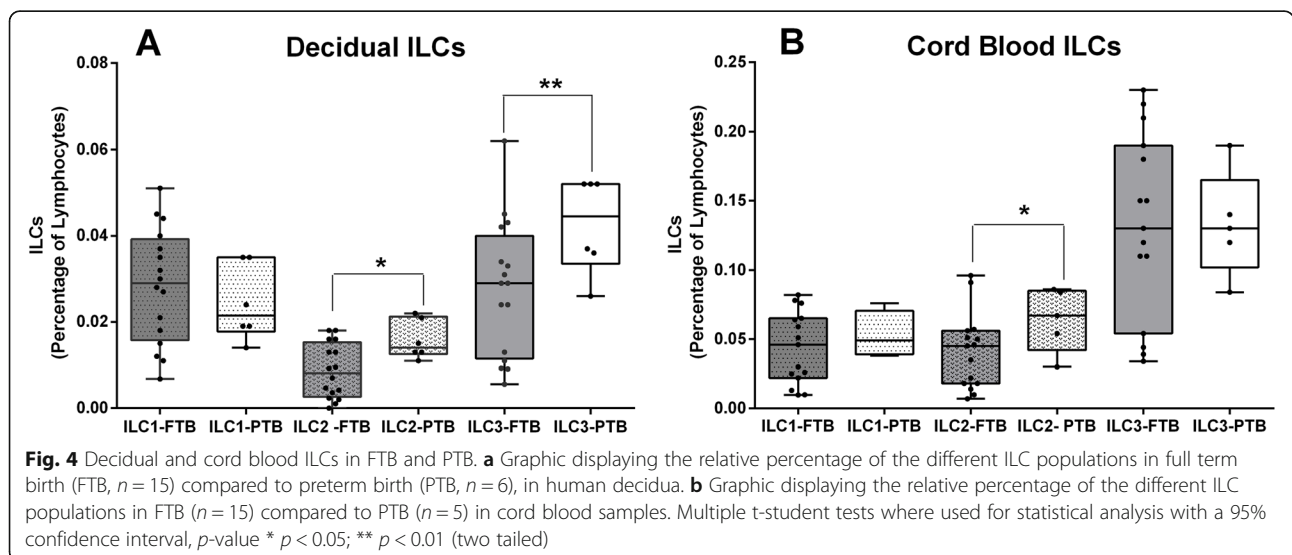 A
Decidual ILCs
ILCs
(Percentage of Lymphocytes)
0.08
0.06
0.04
0.02
0.00
*
**
ILC1-FTB ILC1-PTB ILC2 -FTB ILC2-PTB ILC3-FTB ILC3-PTB
B
Cord Blood ILCs
ILCs
(Percentage of Lymphocytes)
0.25
0.20
0.15
0.10
0.05
0.00
*
ILC1-FTB ILC1-PTB ILC2-FTB ILC2- PTB ILC3-FTB ILC3-PTB
Fig. 4 Decidual and cord blood ILCs in FTB and PTB. a Graphic displaying the relative percentage of the different ILC populations in full term
birth (FTB, n = 15) compared to preterm birth (PTB, n = 6), in human decidua. b Graphic displaying the relative percentage of the different ILC
populations in FTB (n = 15) compared to PTB (n = 5) in cord blood samples. Multiple t-student tests where used for statistical analysis with a 95%
confidence interval, p-value * p < 0.05; ** p < 0.01 (two tailed)